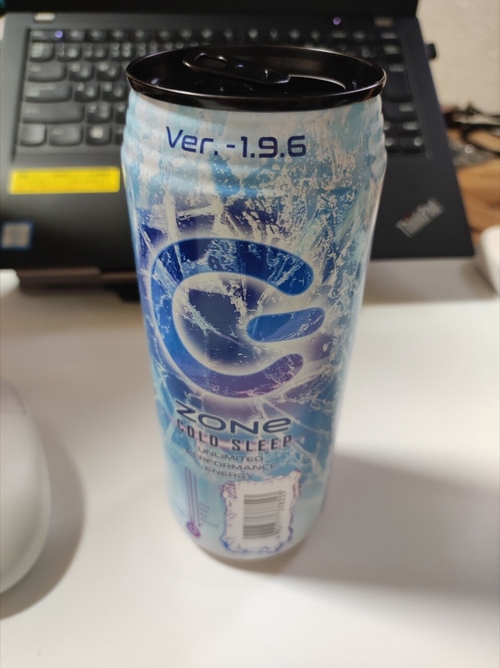 Ver.-1.9.6
ZONe
COLD SLEEP
UNLIMITED
PERFORMANCE
ENERGY
ThinkPad